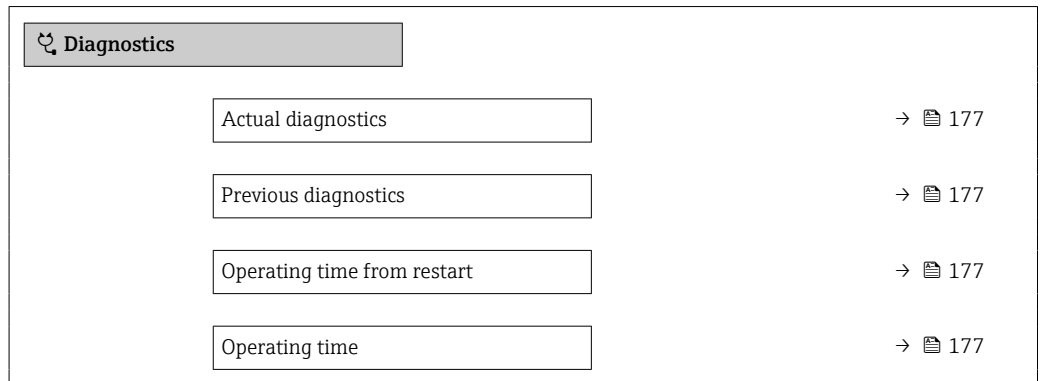 Diagnostics
Actual diagnostics → 177
Previous diagnostics → 177
Operating time from restart → 177
Operating time → 177